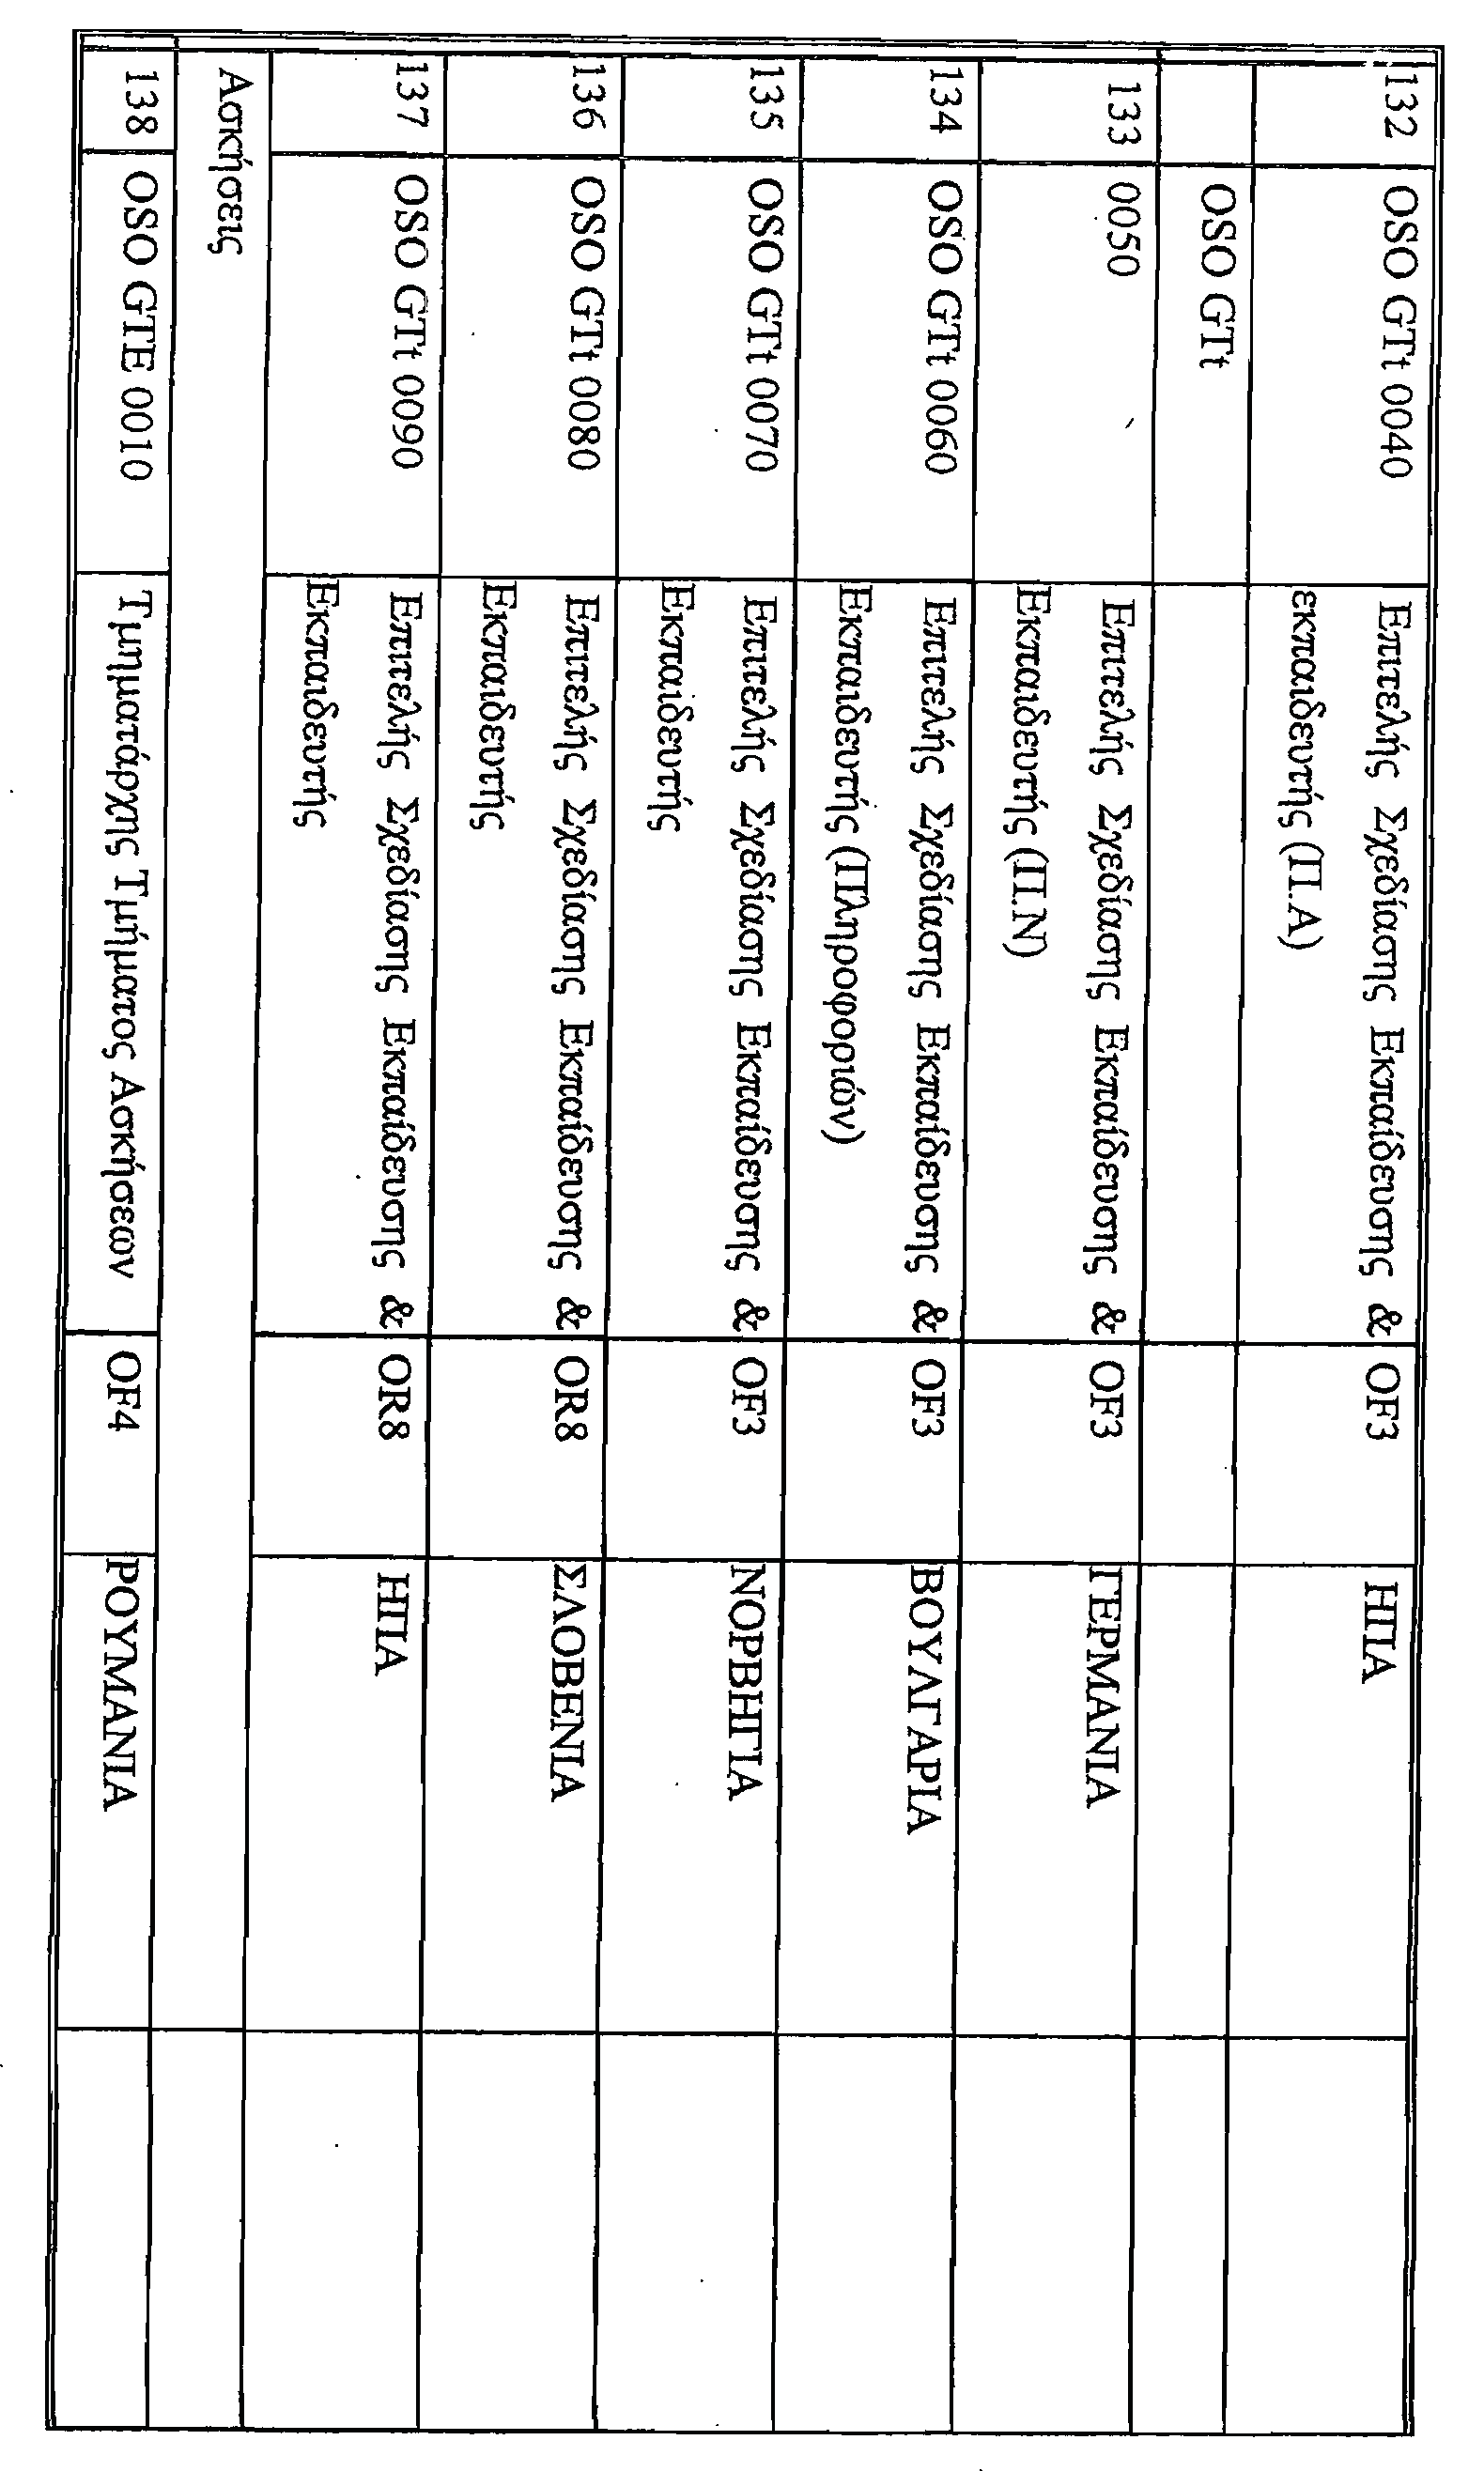 132 OSO GTt 0040 Επιτελής Σχεδίασης Εκπαίδευσης & OF3 ΗΠΑ
εκπαιδευτής (Π.Α)
OSO GTt
133 0050 Επιτελής Σχεδίασης Εκπαίδευσης & OF3 ΓΕΡΜΑΝΙΑ
Εκπαιδευτής (Π.Ν)
134 OSO GTt 0060 Επιτελής Σχεδίασης Εκπαίδευσης & OF3 ΒΟΥΛΓΑΡΙΑ
Εκπαιδευτής (Πληροφοριών)
135 OSO GTt 0070 Επιτελής Σχεδίασης Εκπαίδευσης & OF3 ΝΟΡΒΗΓΙΑ
Εκπαιδευτής
136 OSO GTt 0080 Επιτελής Σχεδίασης Εκπαίδευσης & OR8 ΣΛΟΒΕΝΙΑ
Εκπαιδευτής
137 OSO GTt 0090 Επιτελής Σχεδίασης Εκπαίδευσης & OR8 ΗΠΑ
Εκπαιδευτής
Ασκήσεις
138 OSO GTE 0010 Τμηματάρχης Τμήματος Ασκήσεων OF4 ΡΟΥΜΑΝΙΑ